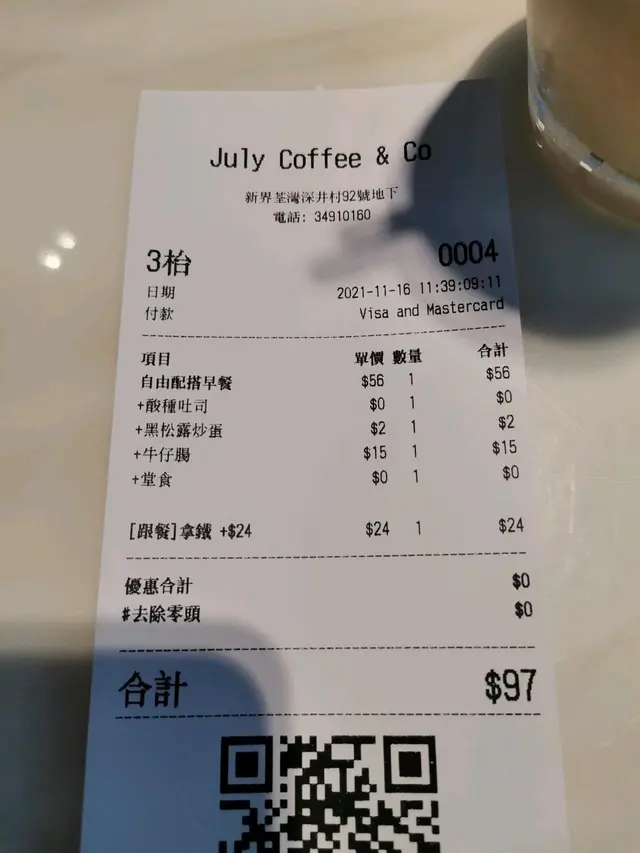 July Coffee & Co
新界荃灣深井村92號地下
電話: 34910160
3枱 0004
日期 2021-11-16 11:39:09:11
付款 Visa and Mastercard
項目 單價 數量 合計
自由配搭早餐 $56 1 $56
+酸種吐司 $0 1 $0
+黑松露炒蛋 $2 1 $2
+牛仔腸 $15 1 $15
+堂食 $0 1 $0
[跟餐]拿鐵 +$24 $24 1 $24
優惠合計 $0
#去除零頭 $0
合計 $97